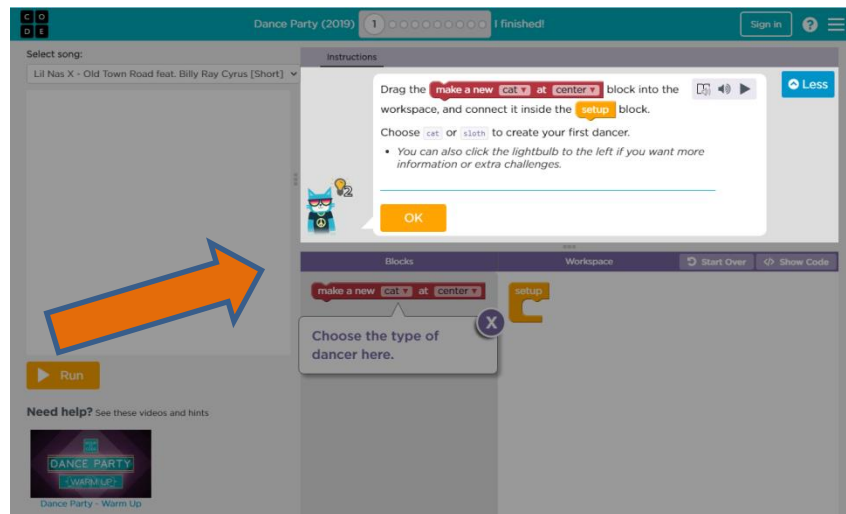 C O
D E
Dance Party (2019)
1
I finished!
Sign in
?
Select song:
Lil Nas X - Old Town Road feat. Billy Ray Cyrus [Short]
Instructions
Drag the make a new cat at center block into the
workspace, and connect it inside the setup block.
Choose cat or sloth to create your first dancer.
• You can also click the lightbulb to the left if you want more
information or extra challenges.
2
OK
Less
Blocks
Workspace
Start Over
</> Show Code
make a new cat at center
setup
Choose the type of
dancer here.
X
Run
Need help? See these videos and hints
DANCE PARTY
WARM UP
Dance Party - Warm Up